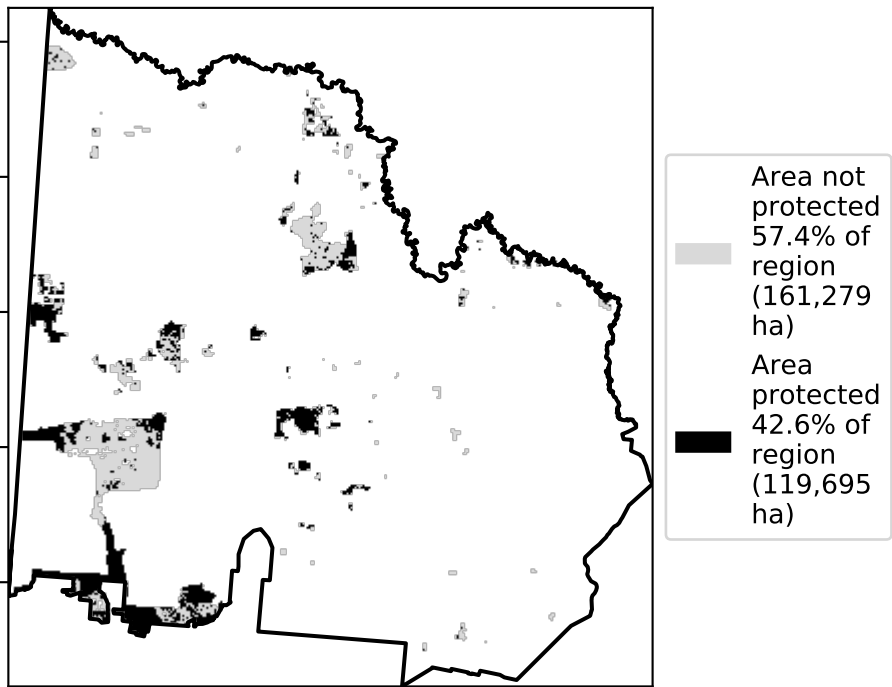 Area not
protected
57.4% of
region
(161,279
ha)
Area
protected
42.6% of
region
(119,695
ha)